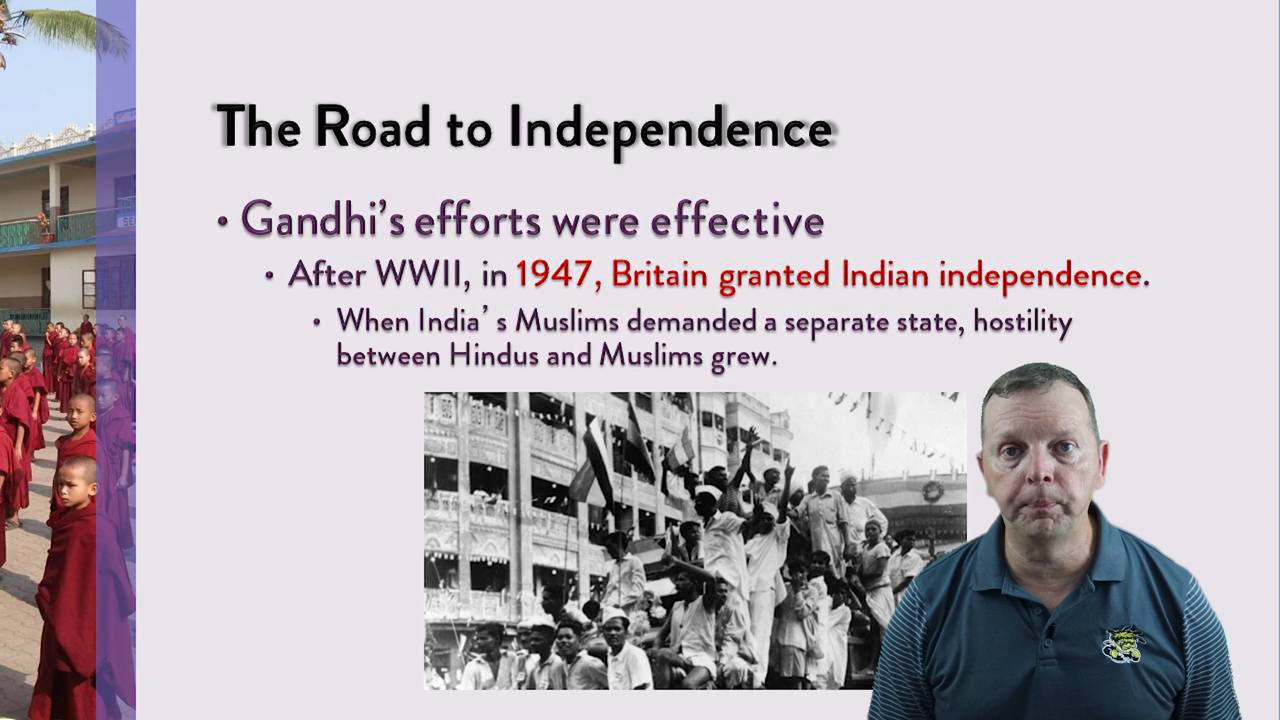 The Road to Independence
• Gandhi's efforts were effective
• After WWII, in 1947, Britain granted Indian independence.
• When India’ s Muslims demanded a separate state, hostility
between Hindus and Muslims grew.